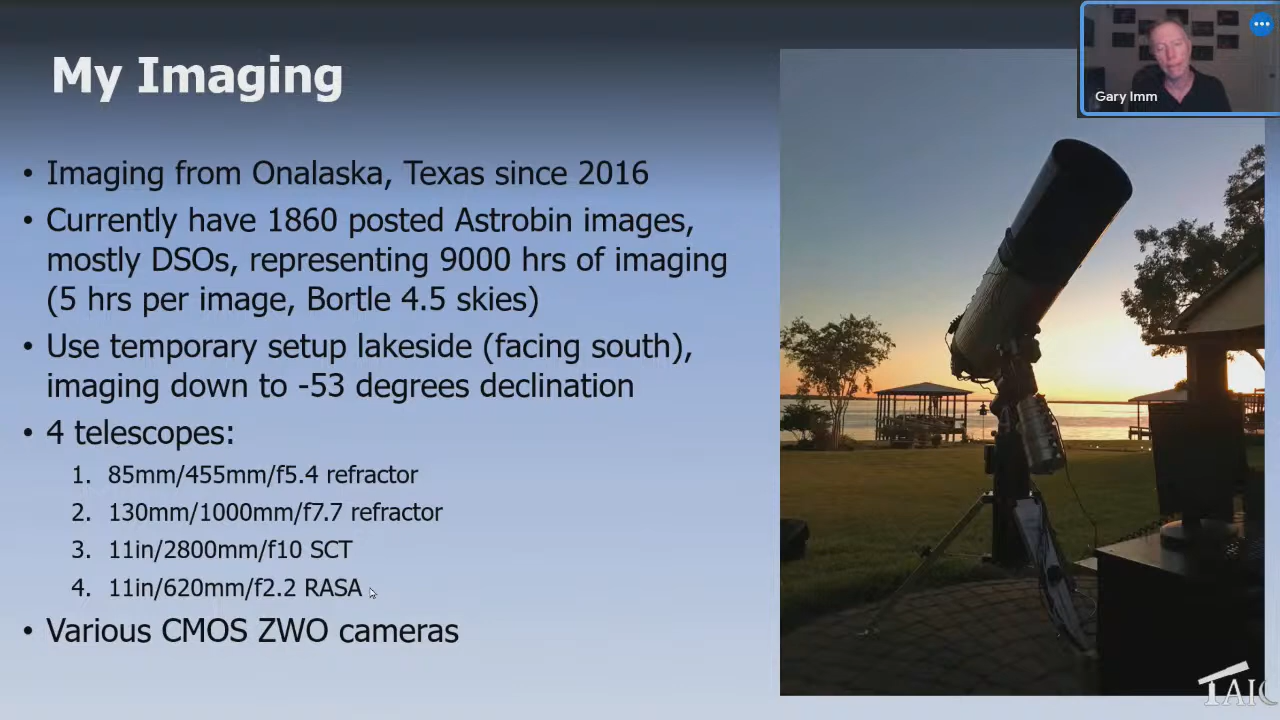 My Imaging
Gary Imm
• Imaging from Onalaska, Texas since 2016
• Currently have 1860 posted Astrobin images,
mostly DSOs, representing 9000 hrs of imaging
(5 hrs per image, Bortle 4.5 skies)
• Use temporary setup lakeside (facing south),
imaging down to -53 degrees declination
• 4 telescopes:
1. 85mm/455mm/f5.4 refractor
2. 130mm/1000mm/f7.7 refractor
3. 11in/2800mm/f10 SCT
4. 11in/620mm/f2.2 RASA
• Various CMOS ZWO cameras
TAIC